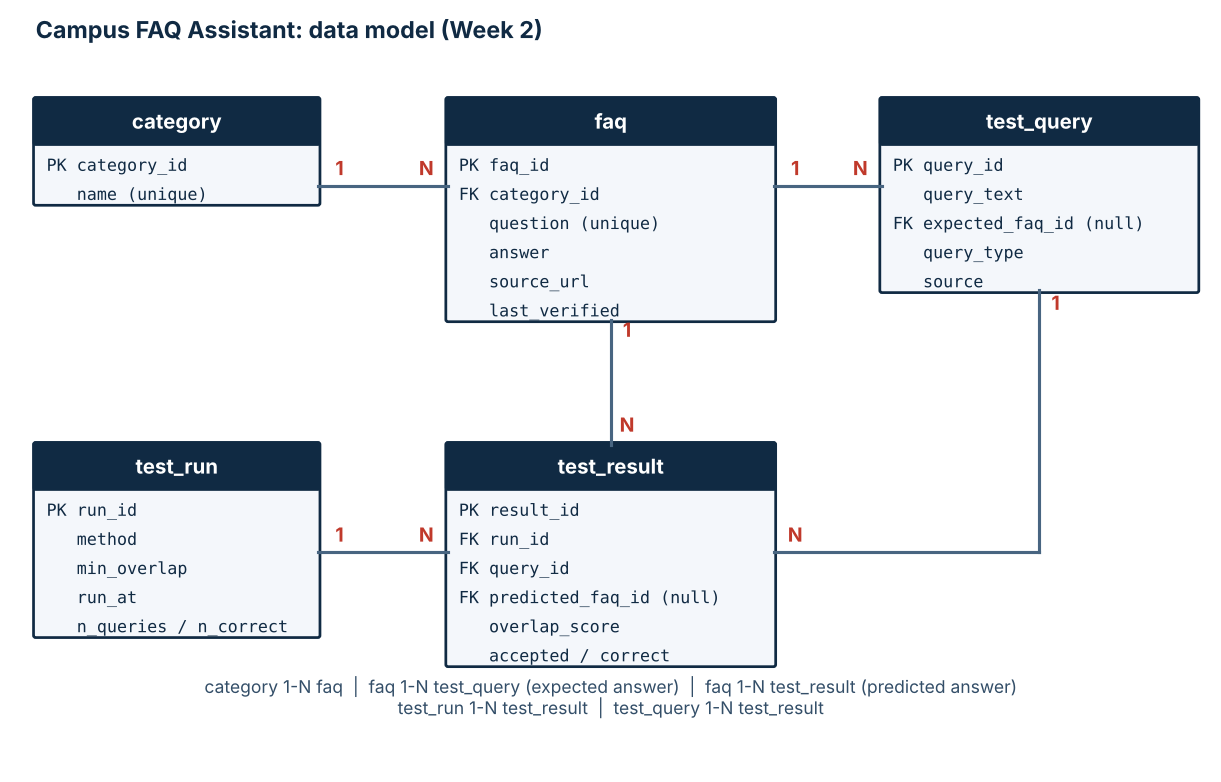 Campus FAQ Assistant: data model (Week 2)
category
PK category_id
name (unique)
1
N
faq
PK faq_id
FK category_id
question (unique)
answer
source_url
last_verified
1
N
test_query
PK query_id
query_text
FK expected_faq_id (null)
query_type
source
1
1
N
test_run
PK run_id
method
min_overlap
run_at
n_queries / n_correct
1
N
test_result
PK result_id
FK run_id
FK query_id
FK predicted_faq_id (null)
overlap_score
accepted / correct
N
category 1-N faq | faq 1-N test_query (expected answer) | faq 1-N test_result (predicted answer)
test_run 1-N test_result | test_query 1-N test_result